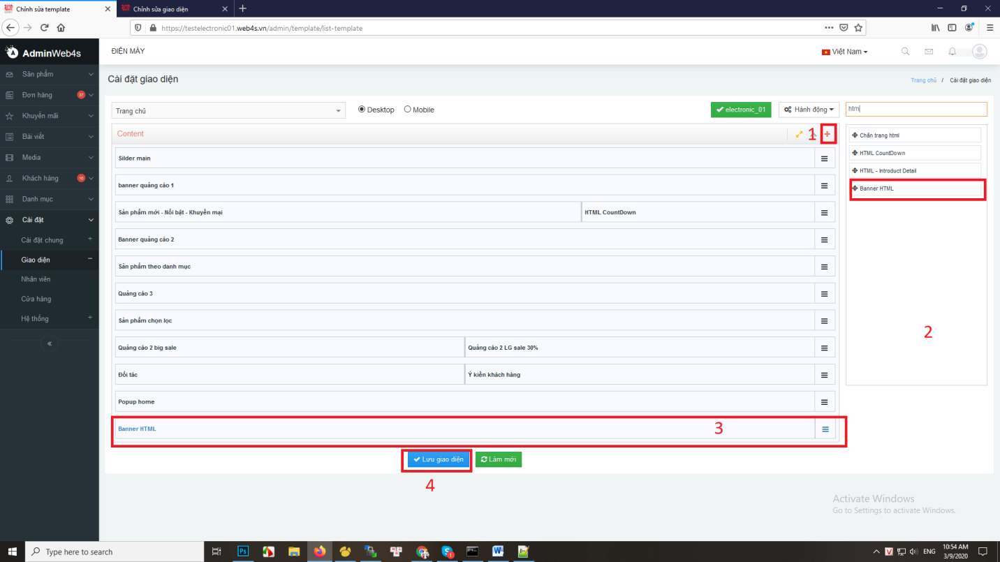 Chỉnh sửa template
Chỉnh sửa giao diện
https://testelectronic01.web4s.vn/admin/template/list-template
AdminWeb4s
ĐIỆN MÁY
Việt Nam
Sản phẩm
Đơn hàng 37
Khuyến mãi
Bài viết
Media
Khách hàng 16
Danh mục
Cài đặt
Cài đặt chung +
Giao diện −
Nhân viên
Cửa hàng
Hệ thống +
«
Cài đặt giao diện
Trang chủ / Cài đặt giao diện
Trang chủ
Desktop
Mobile
electronic_01
Hành động
htm
Content
1
Silder main
banner quảng cáo 1
Sản phẩm mới - Nổi bật - Khuyến mại
HTML CountDown
Banner quảng cáo 2
Sản phẩm theo danh mục
Quảng cáo 3
Sản phẩm chọn lọc
Quảng cáo 2 big sale
Quảng cáo 2 LG sale 30%
Đối tác
Ý kiến khách hàng
Popup home
Banner HTML
3
Lưu giao diện
Làm mới
4
Chân trang html
HTML CountDown
HTML - Introduct Detail
Banner HTML
2
Activate Windows
Go to Settings to activate Windows.
Type here to search
Ps
1
V
ENG
10:54 AM
3/9/2020